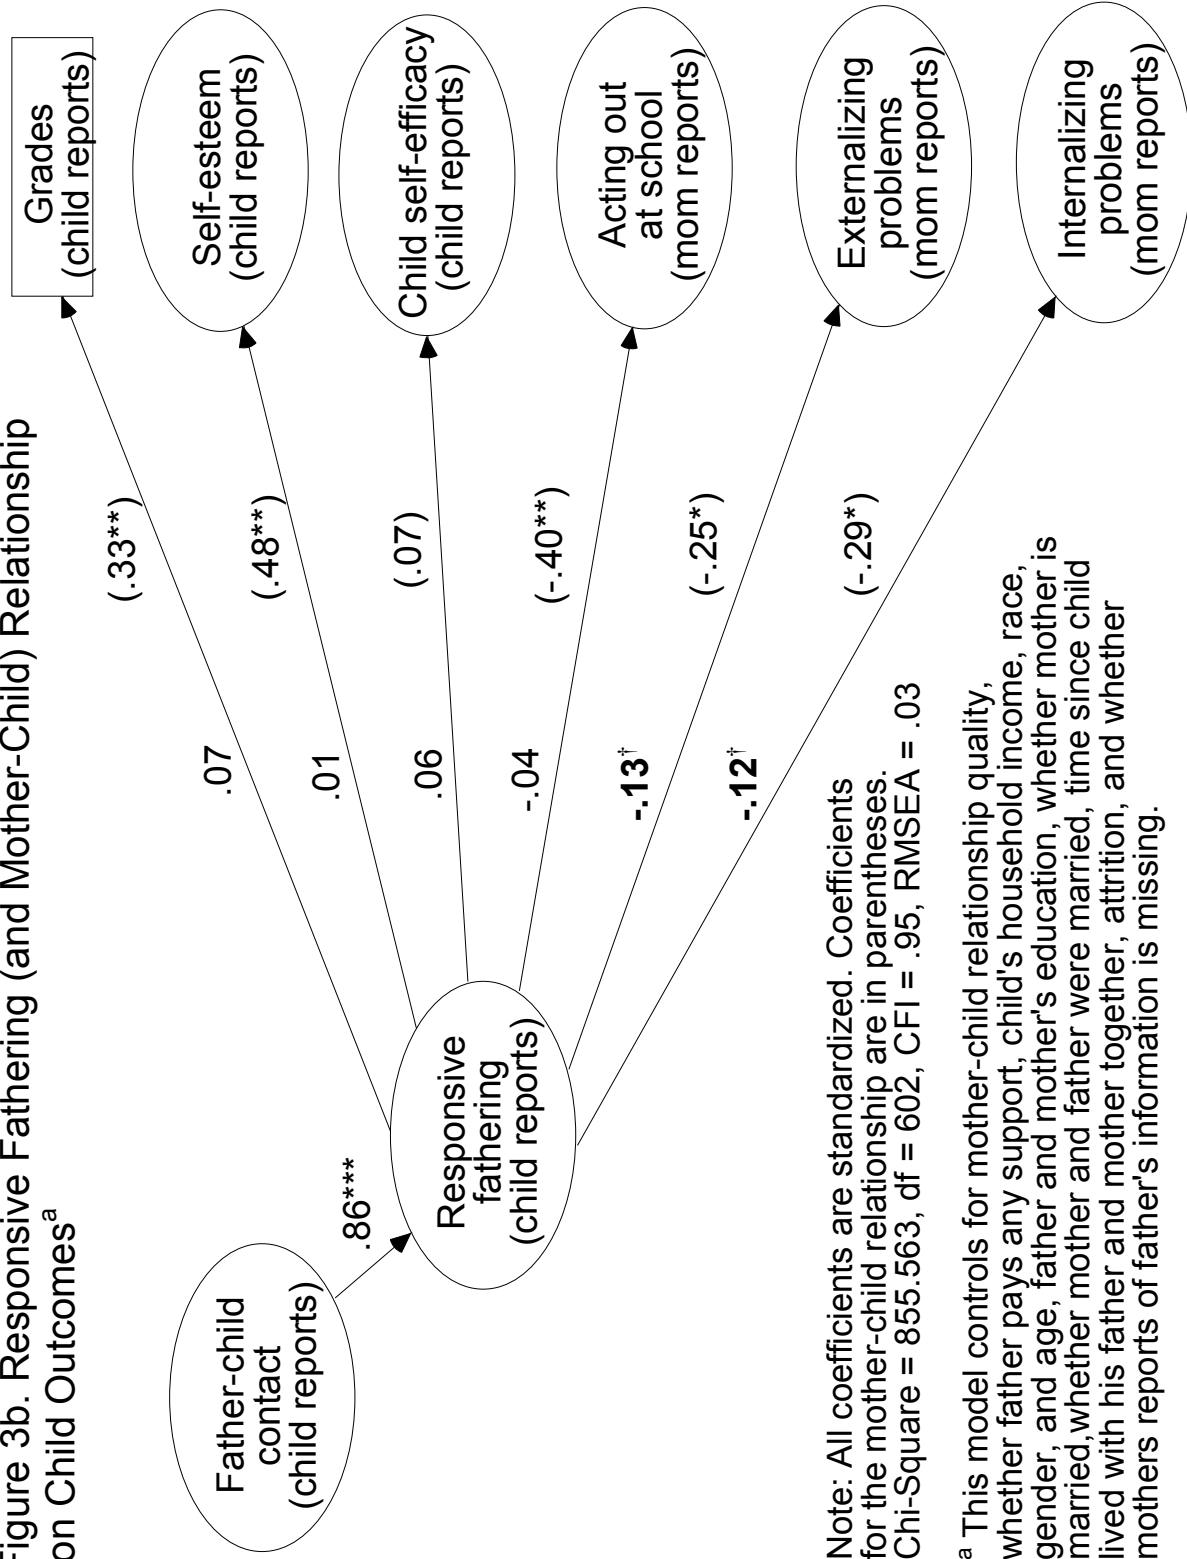 Figure 3b. Responsive Fathering (and Mother-Child) Relationship
on Child Outcomesᵃ
Grades
(child reports)
Self-esteem
(child reports)
Child self-efficacy
(child reports)
Acting out
at school
(mom reports)
Externalizing
problems
(mom reports)
Internalizing
problems
(mom reports)
(.33**)
(.48**)
(.07)
(-.40**)
(-.25*)
(-.29*)
.07
.01
.06
-.04
-.13†
-.12†
Father-child
contact
(child reports)
.86***
Responsive
fathering
(child reports)
Note: All coefficients are standardized. Coefficients
for the mother-child relationship are in parentheses.
Chi-Square = 855.563, df = 602, CFI = .95, RMSEA = .03
ᵃ This model controls for mother-child relationship quality,
whether father pays any support, child's household income, race,
gender, and age, father and mother's education, whether mother is
married,whether mother and father were married, time since child
lived with his father and mother together, attrition, and whether
mothers reports of father's information is missing.